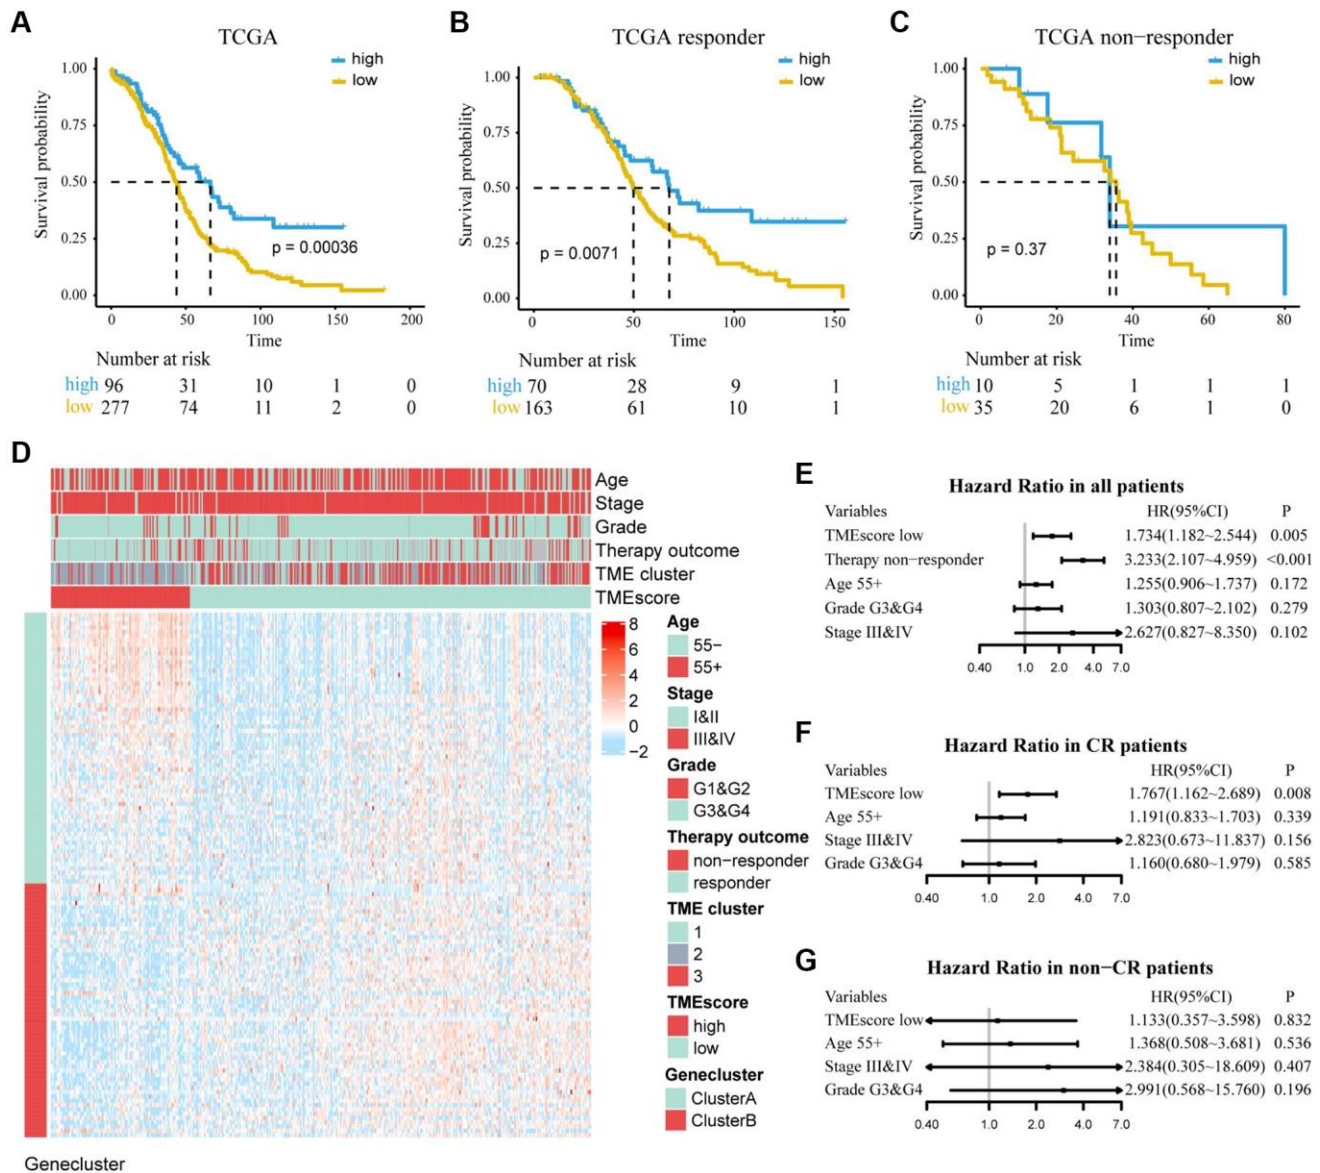 A
TCGA
high
low
Survival probability
1.00
0.75
0.50
0.25
0.00
p = 0.00036
0 50 100 150 200
Time
Number at risk
high 96 31 10 1 0
low 277 74 11 2 0
B
TCGA responder
high
low
Survival probability
1.00
0.75
0.50
0.25
0.00
p = 0.0071
0 50 100 150
Time
Number at risk
high 70 28 9 1
low 163 61 10 1
C
TCGA non-responder
high
low
Survival probability
1.00
0.75
0.50
0.25
0.00
p = 0.37
0 20 40 60 80
Time
Number at risk
high 10 5 1 1 1
low 35 20 6 1 0
D
Age
Stage
Grade
Therapy outcome
TME cluster
TMEscore
8
6
4
2
0
−2
Age
55−
55+
Stage
I&II
III&IV
Grade
G1&G2
G3&G4
Therapy outcome
non−responder
responder
TME cluster
1
2
3
TMEscore
high
low
Genecluster
ClusterA
ClusterB
Genecluster
E
Hazard Ratio in all patients
Variables HR(95%CI) P
TMEscore low 1.734(1.182~2.544) 0.005
Therapy non−responder 3.233(2.107~4.959) <0.001
Age 55+ 1.255(0.906~1.737) 0.172
Grade G3&G4 1.303(0.807~2.102) 0.279
Stage III&IV 2.627(0.827~8.350) 0.102
0.40 1.0 2.0 4.0 7.0
F
Hazard Ratio in CR patients
Variables HR(95%CI) P
TMEscore low 1.767(1.162~2.689) 0.008
Age 55+ 1.191(0.833~1.703) 0.339
Stage III&IV 2.823(0.673~11.837) 0.156
Grade G3&G4 1.160(0.680~1.979) 0.585
0.40 1.0 2.0 4.0 7.0
G
Hazard Ratio in non−CR patients
Variables HR(95%CI) P
TMEscore low 1.133(0.357~3.598) 0.832
Age 55+ 1.368(0.508~3.681) 0.536
Stage III&IV 2.384(0.305~18.609) 0.407
Grade G3&G4 2.991(0.568~15.760) 0.196
0.40 1.0 2.0 4.0 7.0